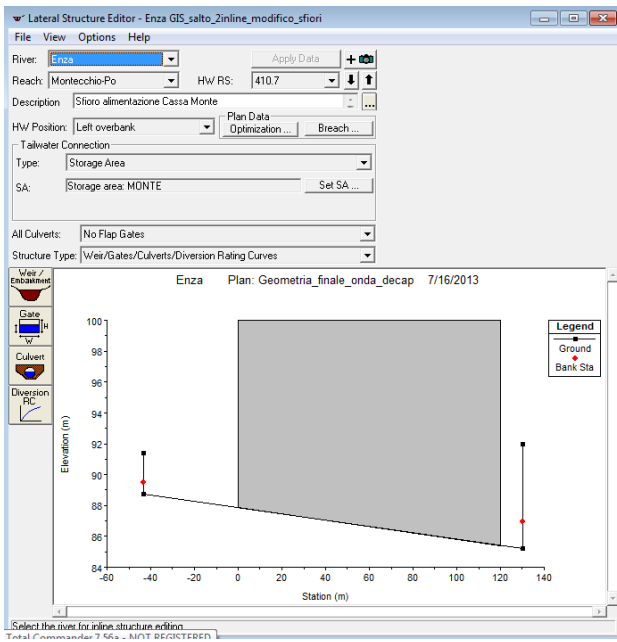 Lateral Structure Editor - Enza GIS_salto_2inline_modifico_sfiori
File View Options Help
River: Enza Apply Data
Reach: Montecchio-Po HW RS: 410.7
Description Sfioro alimentazione Cassa Monte ...
HW Position: Left overbank Plan Data Optimization ... Breach ...
Tailwater Connection
Type: Storage Area
SA: Storage area: MONTE Set SA ...
All Culverts: No Flap Gates
Structure Type: Weir/Gates/Culverts/Diversion Rating Curves
Weir / Embankment
Gate
H
W
Culvert
Diversion RC
Enza Plan: Geometria_finale_onda_decap 7/16/2013
Legend
Ground
Bank Sta
Elevation (m)
100
98
96
94
92
90
88
86
84
-60 -40 -20 0 20 40 60 80 100 120 140
Station (m)
Select the river for inline structure editing
Total Commander 7.56a - NOT REGISTERED